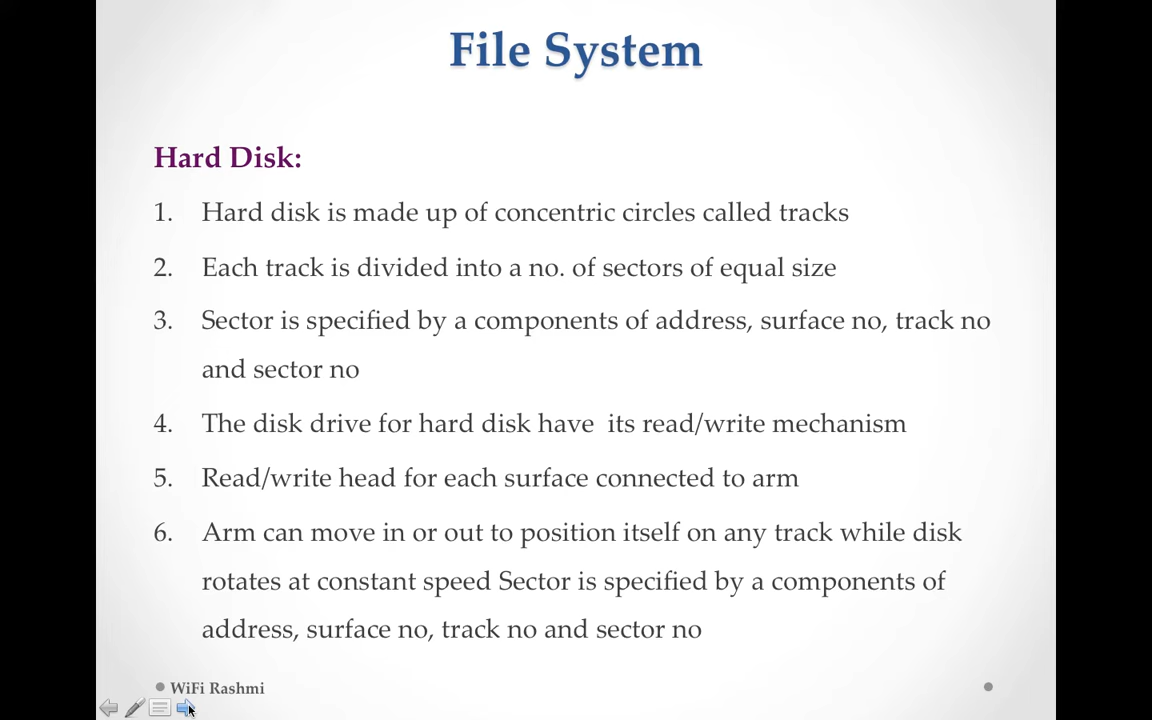 File System
Hard Disk:
1. Hard disk is made up of concentric circles called tracks
2. Each track is divided into a no. of sectors of equal size
3. Sector is specified by a components of address, surface no, track no
and sector no
4. The disk drive for hard disk have  its read/write mechanism
5. Read/write head for each surface connected to arm
6. Arm can move in or out to position itself on any track while disk
rotates at constant speed Sector is specified by a components of
address, surface no, track no and sector no
WiFi Rashmi